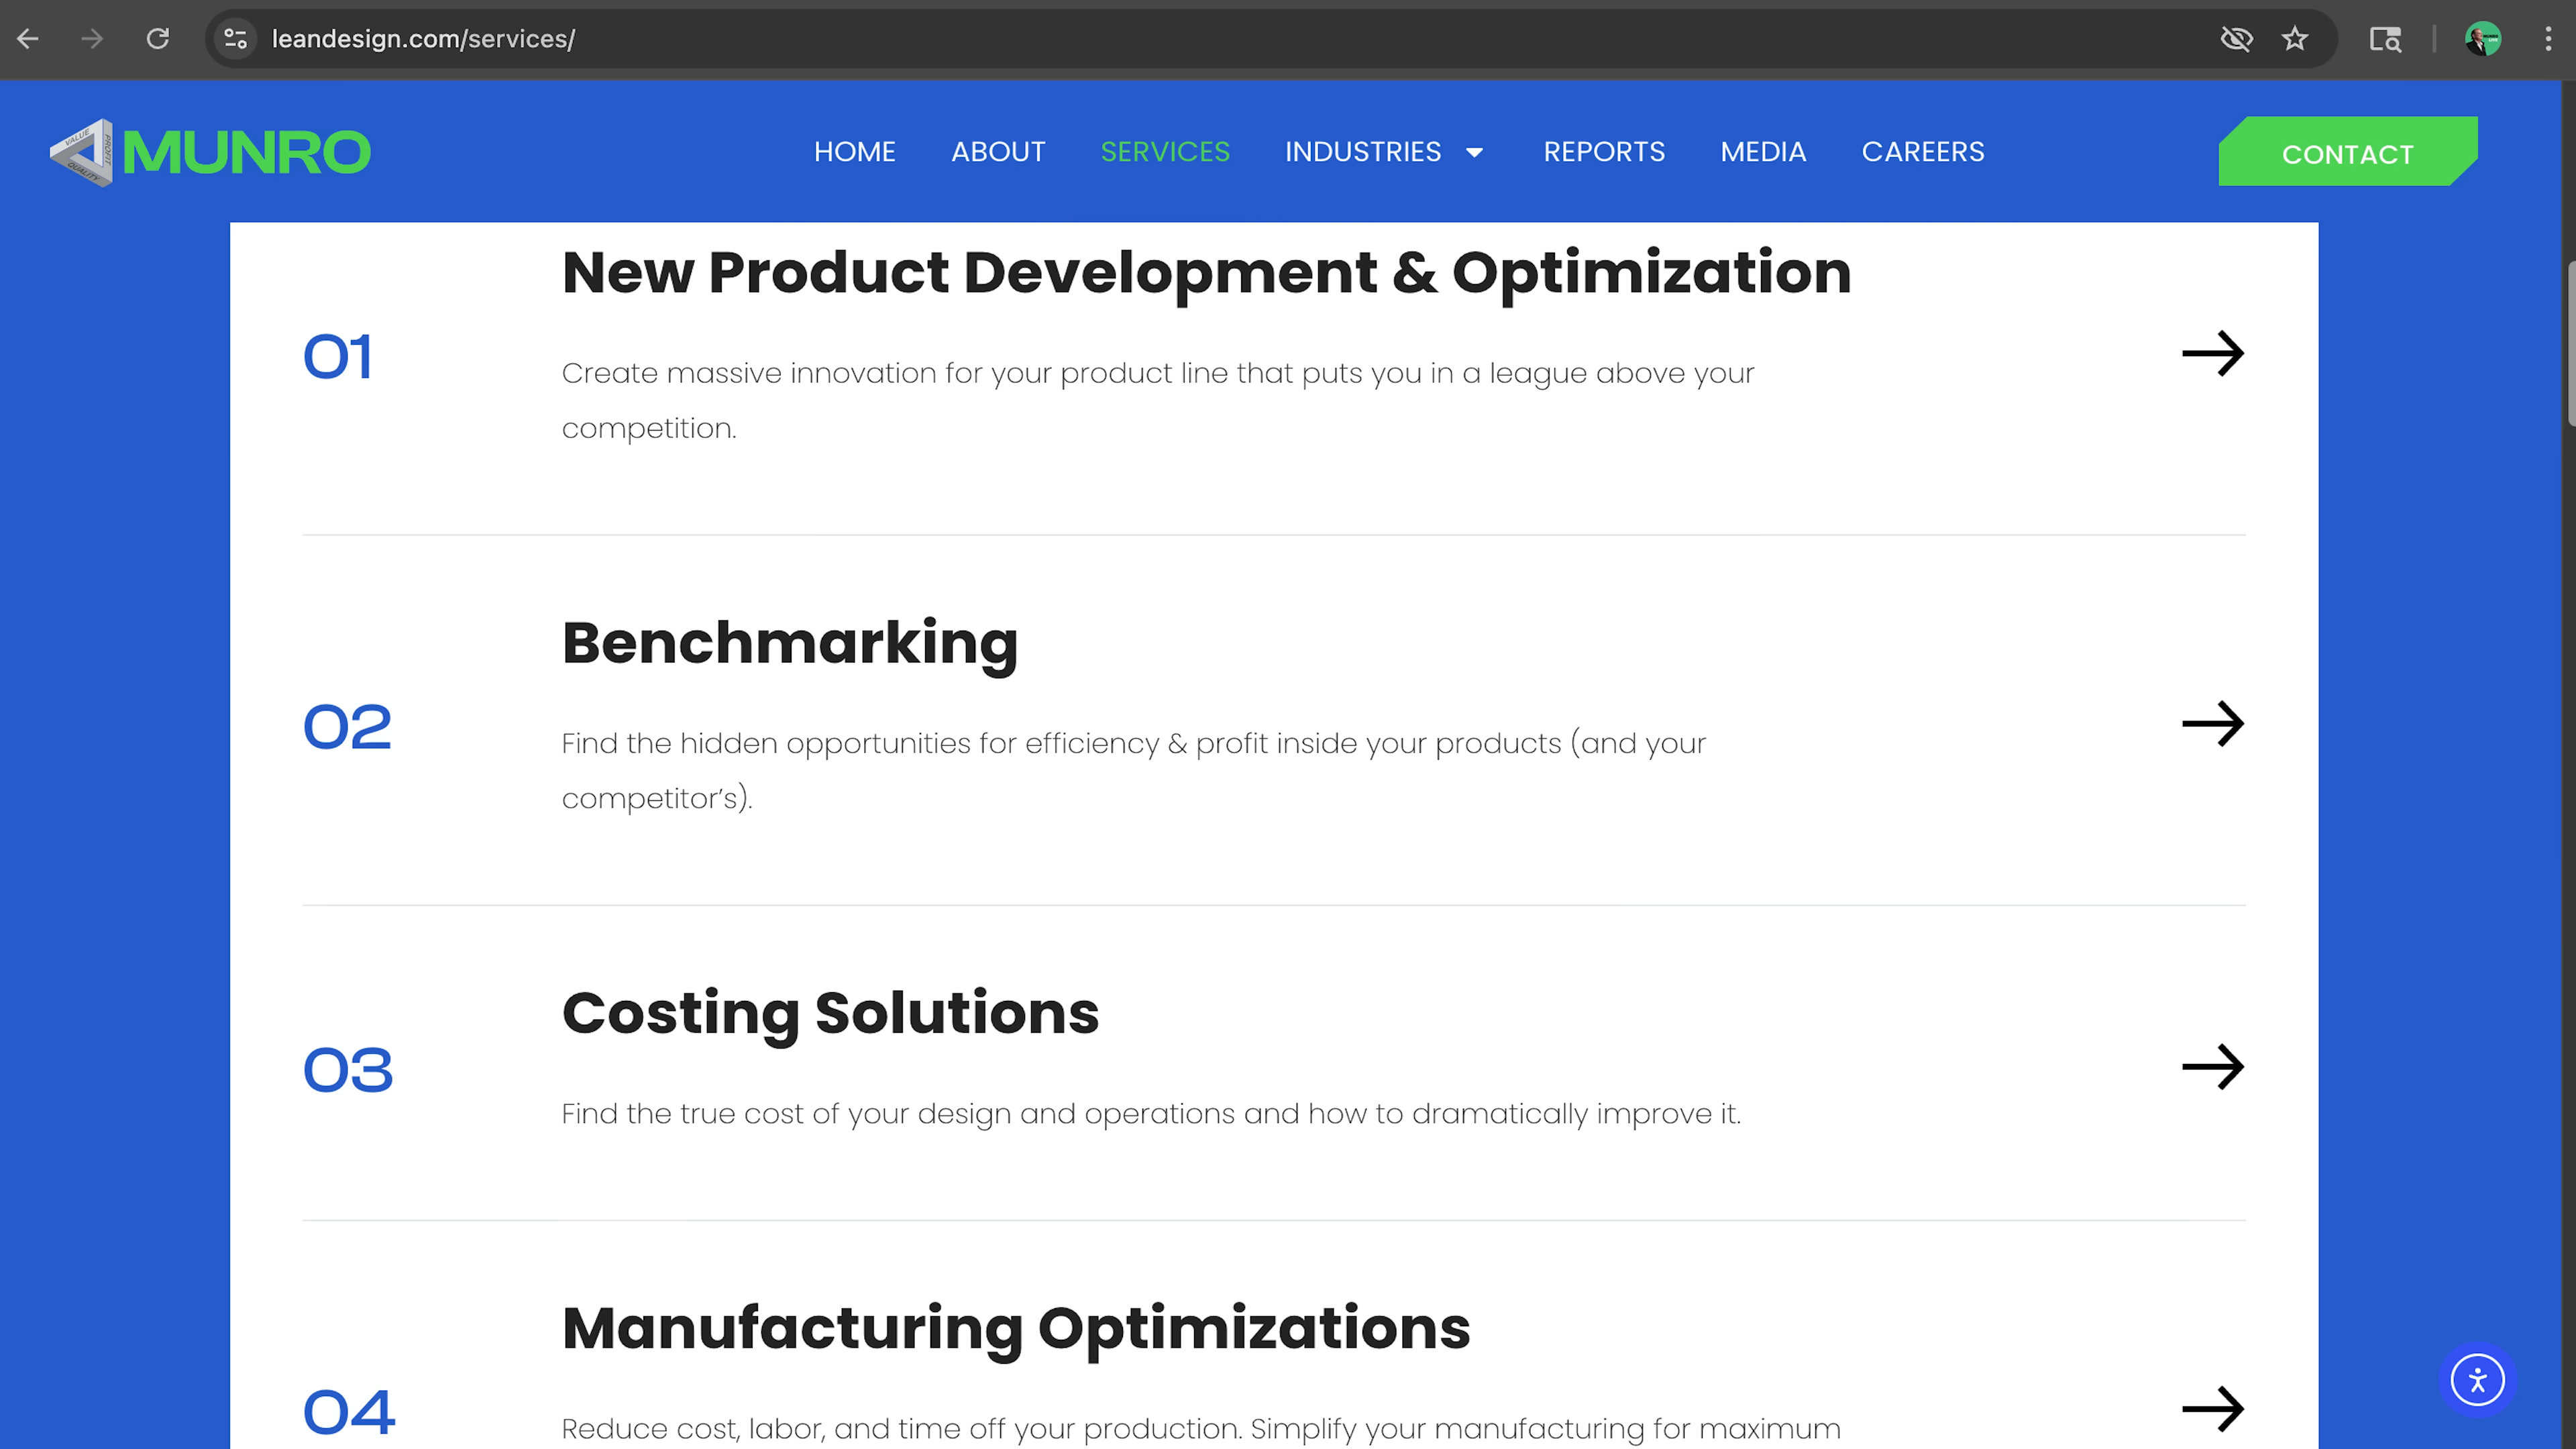 leandesign.com/services/
VALUE
PROFIT
QUALITY
MUNRO
HOME ABOUT SERVICES INDUSTRIES REPORTS MEDIA CAREERS
CONTACT
01
New Product Development & Optimization
Create massive innovation for your product line that puts you in a league above your
competition.
02
Benchmarking
Find the hidden opportunities for efficiency & profit inside your products (and your
competitor’s).
03
Costing Solutions
Find the true cost of your design and operations and how to dramatically improve it.
04
Manufacturing Optimizations
Reduce cost, labor, and time off your production. Simplify your manufacturing for maximum